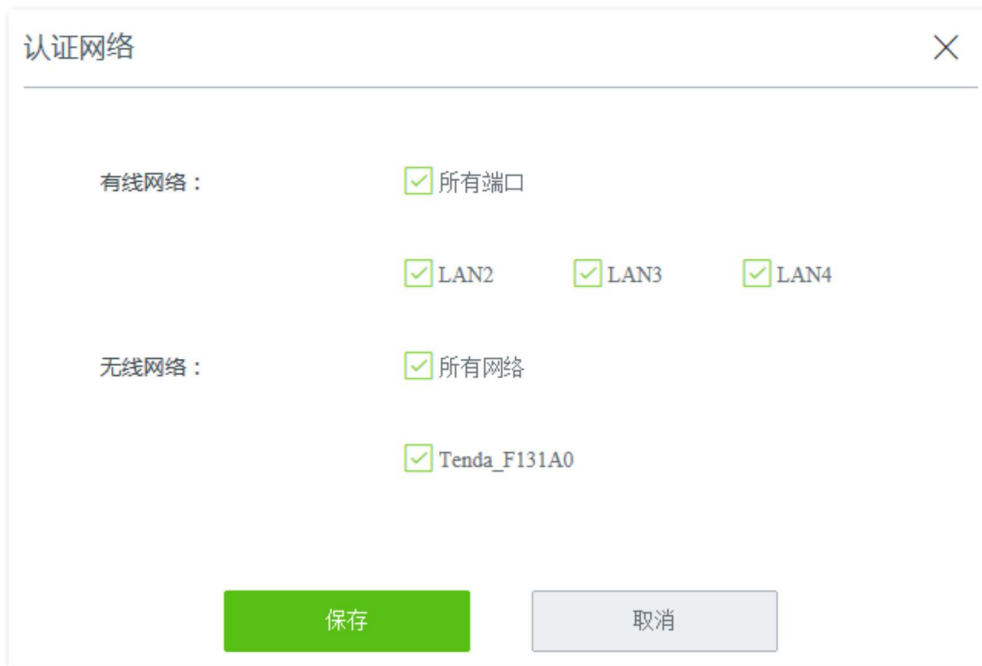 认证网络
有线网络：
所有端口
LAN2 LAN3 LAN4
无线网络：
所有网络
Tenda_F131A0
保存 取消